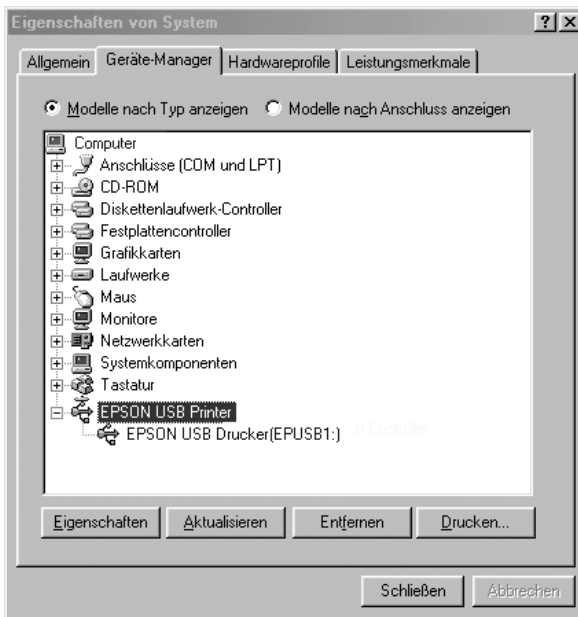 Eigenschaften von System
Allgemein Geräte-Manager Hardwareprofile Leistungsmerkmale
Modelle nach Typ anzeigen Modelle nach Anschluss anzeigen
Computer
Anschlüsse (COM und LPT)
CD-ROM
Diskettenlaufwerk-Controller
Festplattencontroller
Grafikkarten
Laufwerke
Maus
Monitore
Netzwerkkarten
Systemkomponenten
Tastatur
EPSON USB Printer
EPSON USB Drucker(EPUSB1:) st Controller
Eigenschaften Aktualisieren Entfernen Drucken...
Schließen Abbrechen